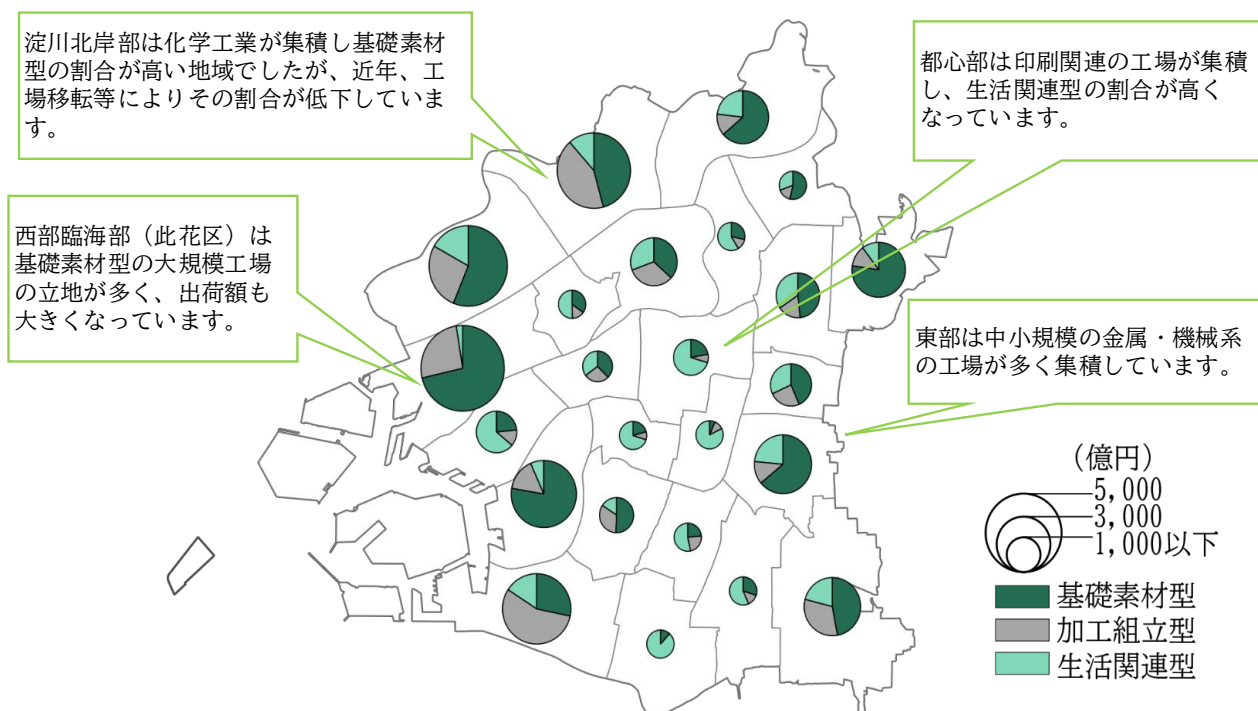 淀川北岸部は化学工業が集積し基礎素材
型の割合が高い地域でしたが、近年、工
場移転等によりその割合が低下していま
す。
都心部は印刷関連の工場が集積
し、生活関連型の割合が高く
なっています。
西部臨海部（此花区）は
基礎素材型の大規模工場
の立地が多く、出荷額も
大きくなっています。
東部は中小規模の金属・機械系
の工場が多く集積しています。
（億円）
5,000
3,000
1,000以下
基礎素材型
加工組立型
生活関連型